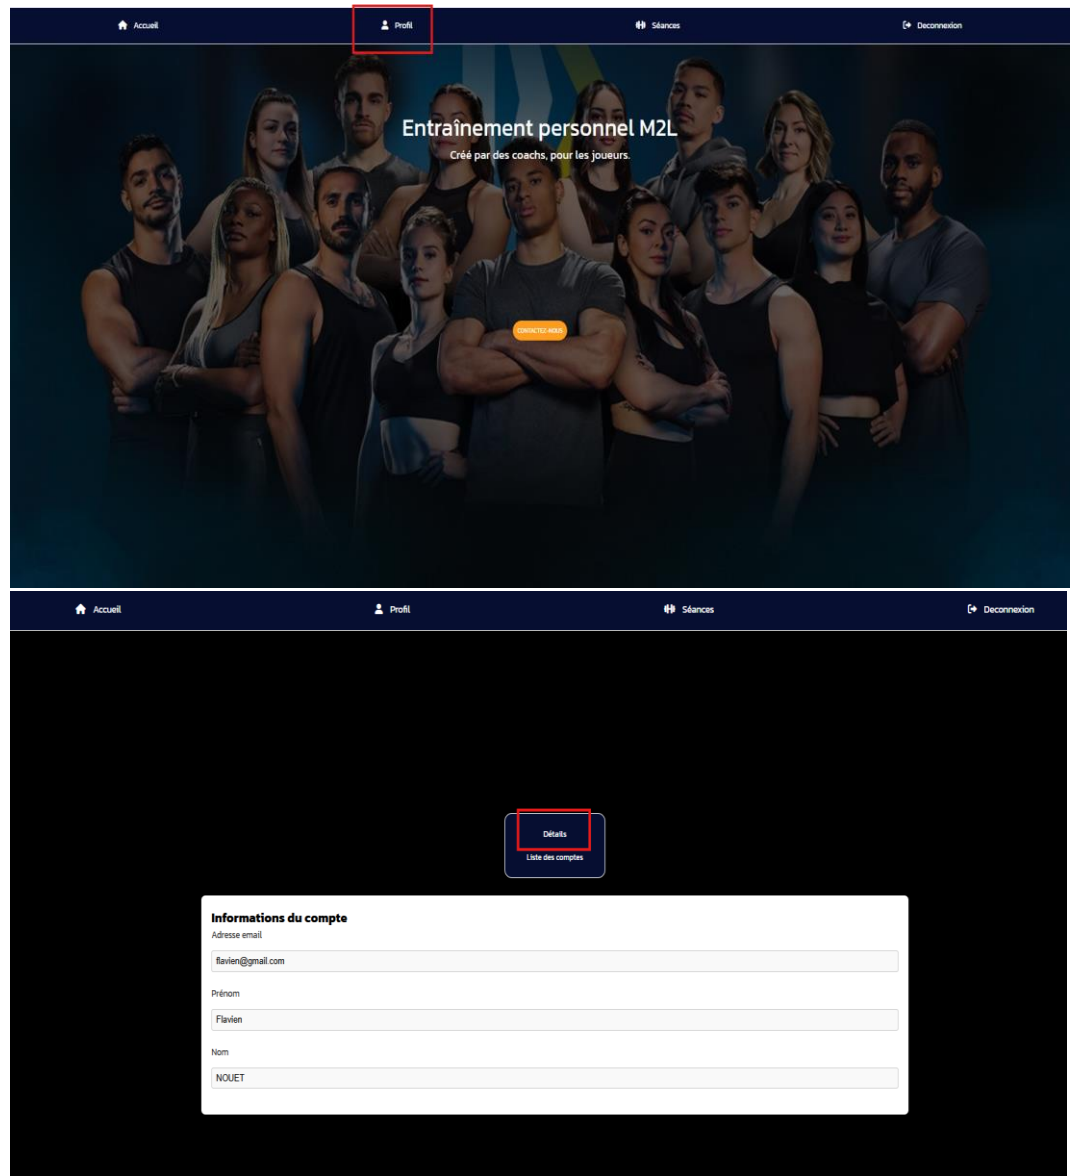 Accueil
Profil
Séances
Deconnexion
Entraînement personnel M2L
Créé par des coachs, pour les joueurs.
CONTACTEZ-NOUS
Accueil
Profil
Séances
Deconnexion
Détails
Liste des comptes
Informations du compte
Adresse email
flavien@gmail.com
Prénom
Flavien
Nom
NOUET